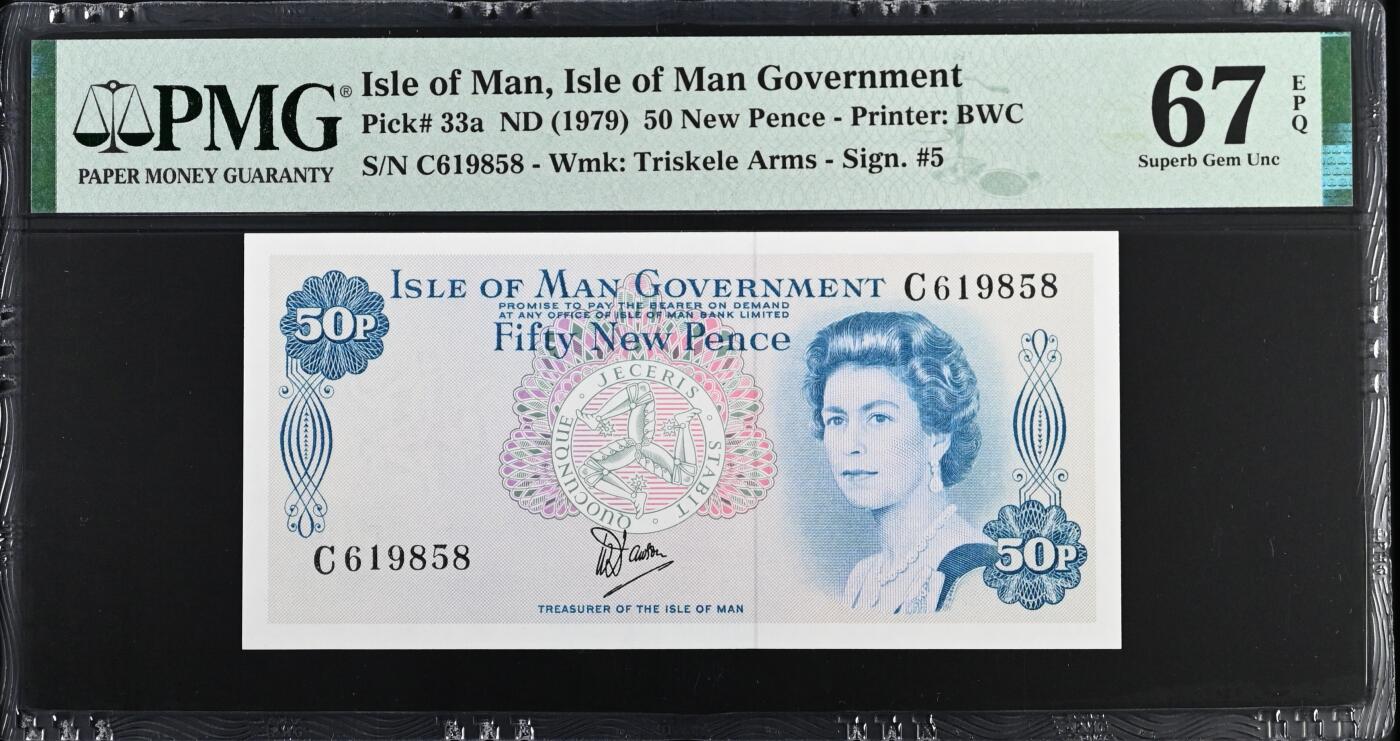 PMG®
PAPER MONEY GUARANTY
Isle of Man, Isle of Man Government
Pick# 33a ND (1979) 50 New Pence - Printer: BWC
S/N C619858 - Wmk: Triskele Arms - Sign. #5
67
EPQ
Superb Gem Unc
ISLE OF MAN GOVERNMENT
C619858
PROMISE TO PAY THE BEARER ON DEMAND
AT ANY OFFICE OF ISLE OF MAN BANK LIMITED
Fifty New Pence
50P
QUOCUNQUE · JECERIS · STABIT ·
C619858
50P
TREASURER OF THE ISLE OF MAN